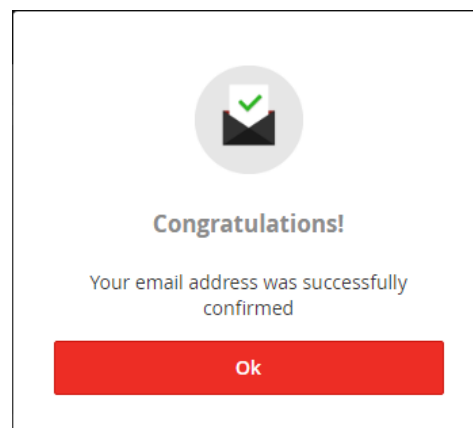 Congratulations!
Your email address was successfully
confirmed
Ok